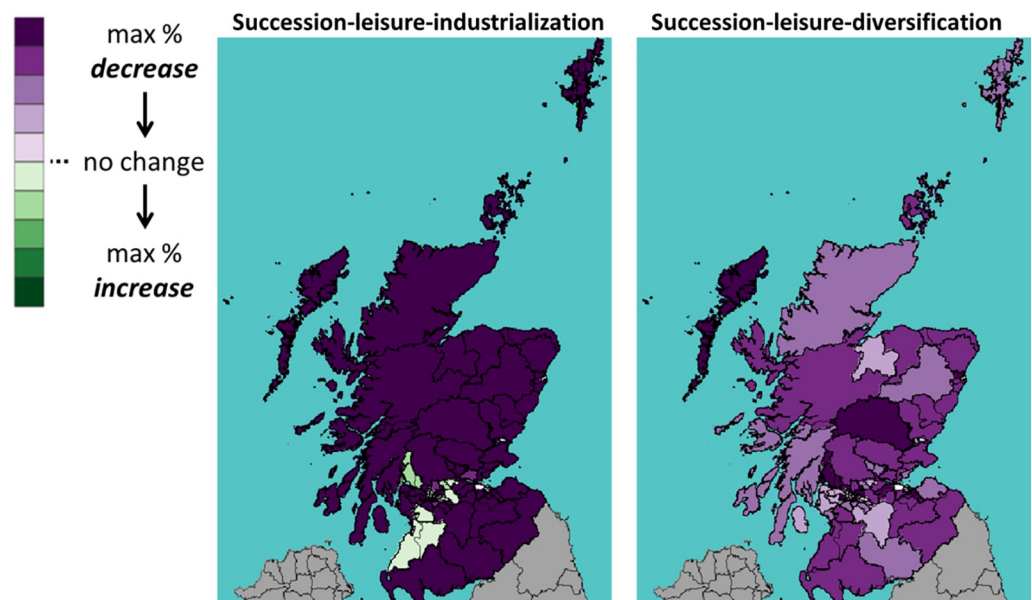 Succession-leisure-industrialization
Succession-leisure-diversification
max %
decrease
... no change
max %
increase